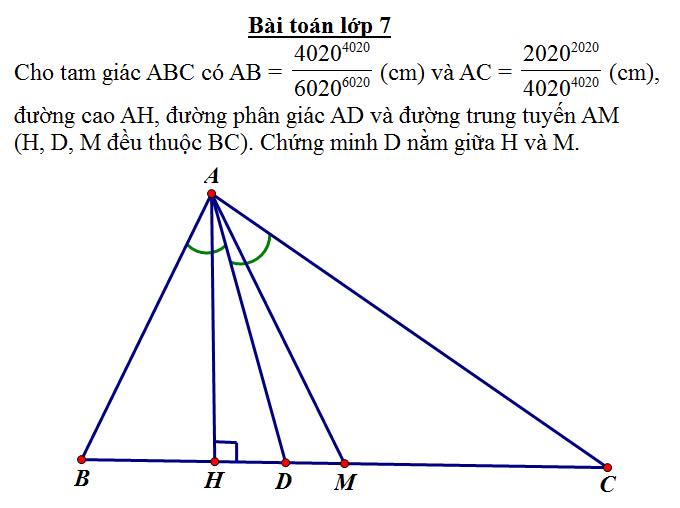 Bài toán lớp 7
Cho tam giác ABC có AB = 4020^4020 / 6020^6020 (cm) và AC = 2020^2020 / 4020^4020 (cm),
đường cao AH, đường phân giác AD và đường trung tuyến AM
(H, D, M đều thuộc BC). Chứng minh D nằm giữa H và M.
A
B H D M C